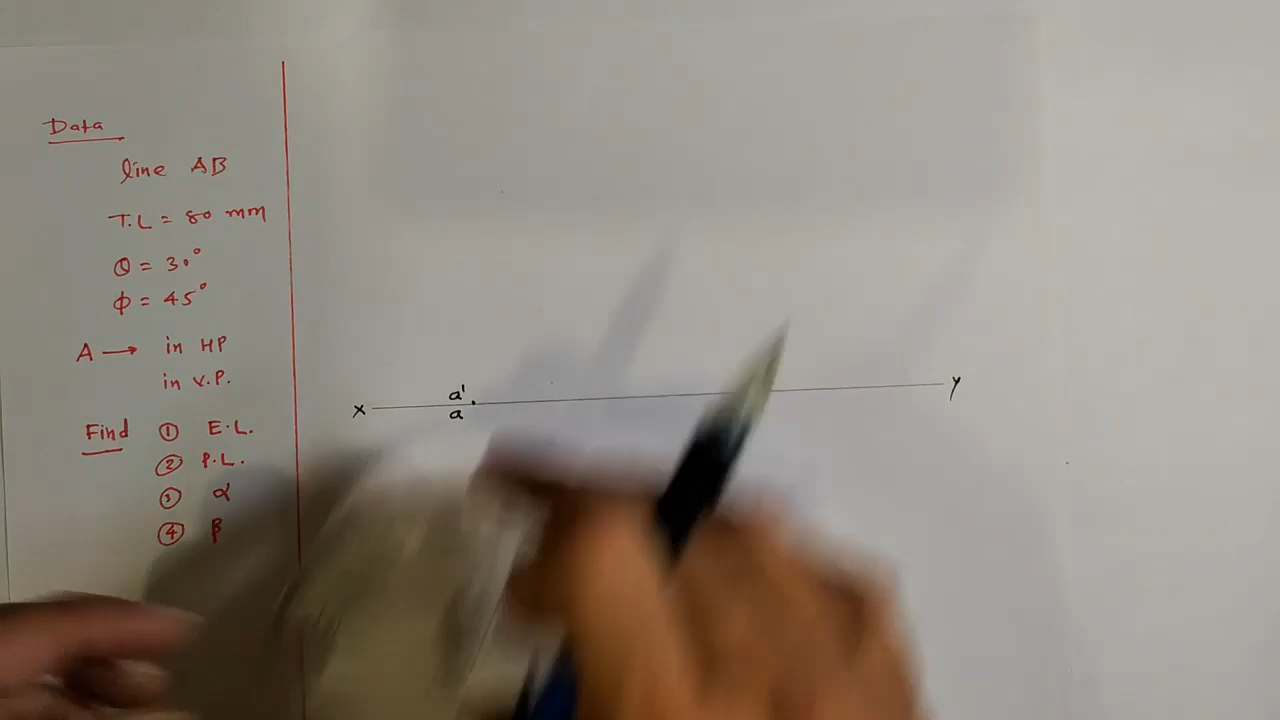 Data
line AB
T.L = 80 mm
θ = 30°
ϕ = 45°
A → in HP
in V.P.
Find ① E.L.
② P.L.
③ α
④ β
a'
x a y